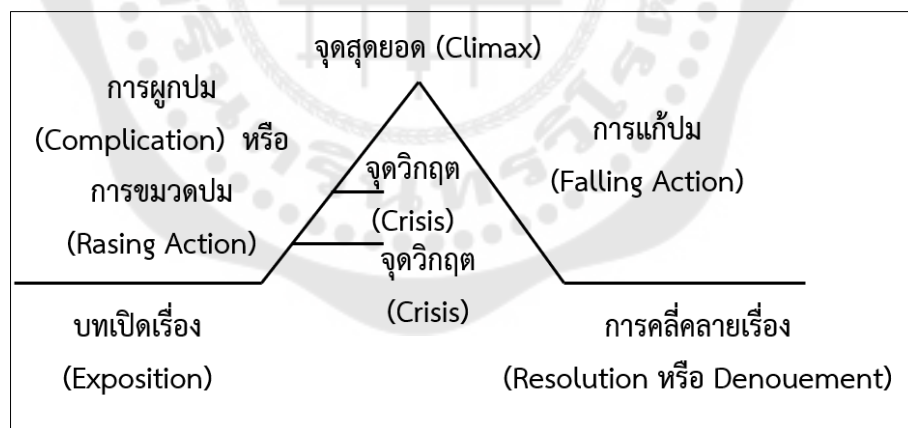 จุดสุดยอด (Climax)
การผูกปม
(Complication) หรือ
การขมวดปม
(Rasing Action)
จุดวิกฤต
(Crisis)
จุดวิกฤต
(Crisis)
การแก้ปม
(Falling Action)
บทเปิดเรื่อง
(Exposition)
การคลี่คลายเรื่อง
(Resolution หรือ Denouement)